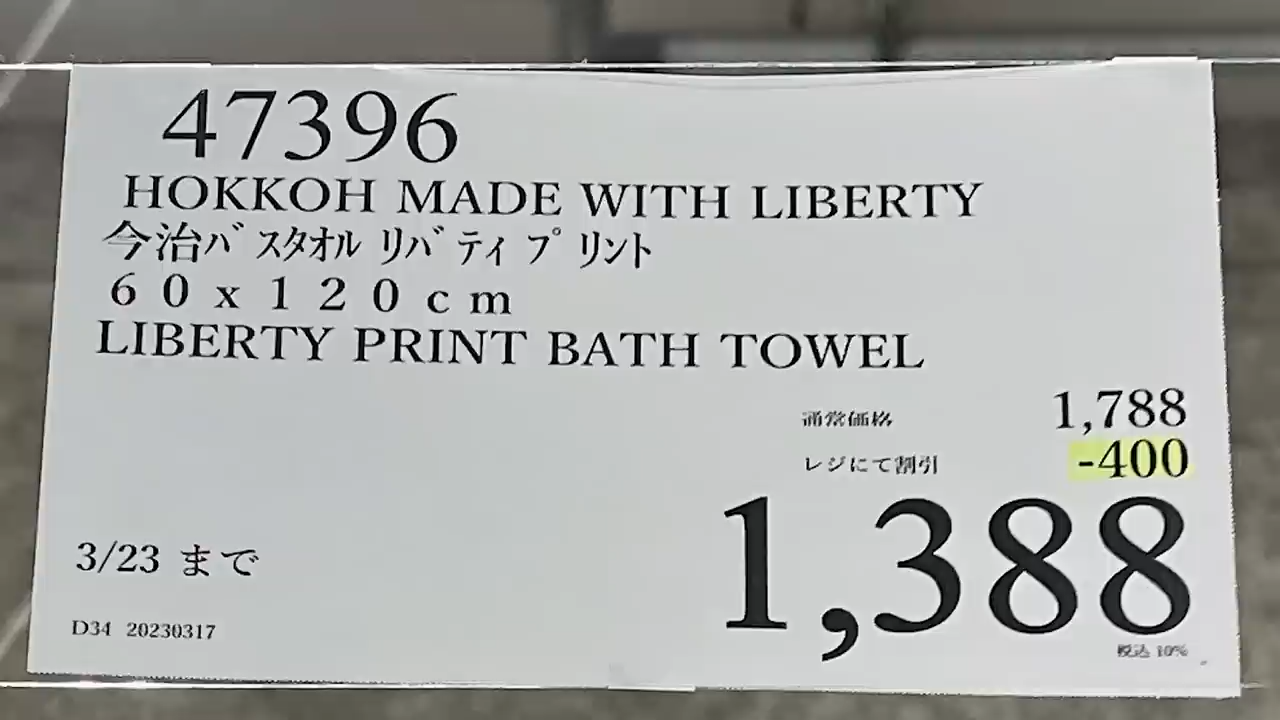 47396
HOKKOH MADE WITH LIBERTY
今治バスタオル リバティプリント
60x120cm
LIBERTY PRINT BATH TOWEL
通常価格 1,788
レジにて割引 -400
1,388
3/23 まで
税込 10%
D34 20230317